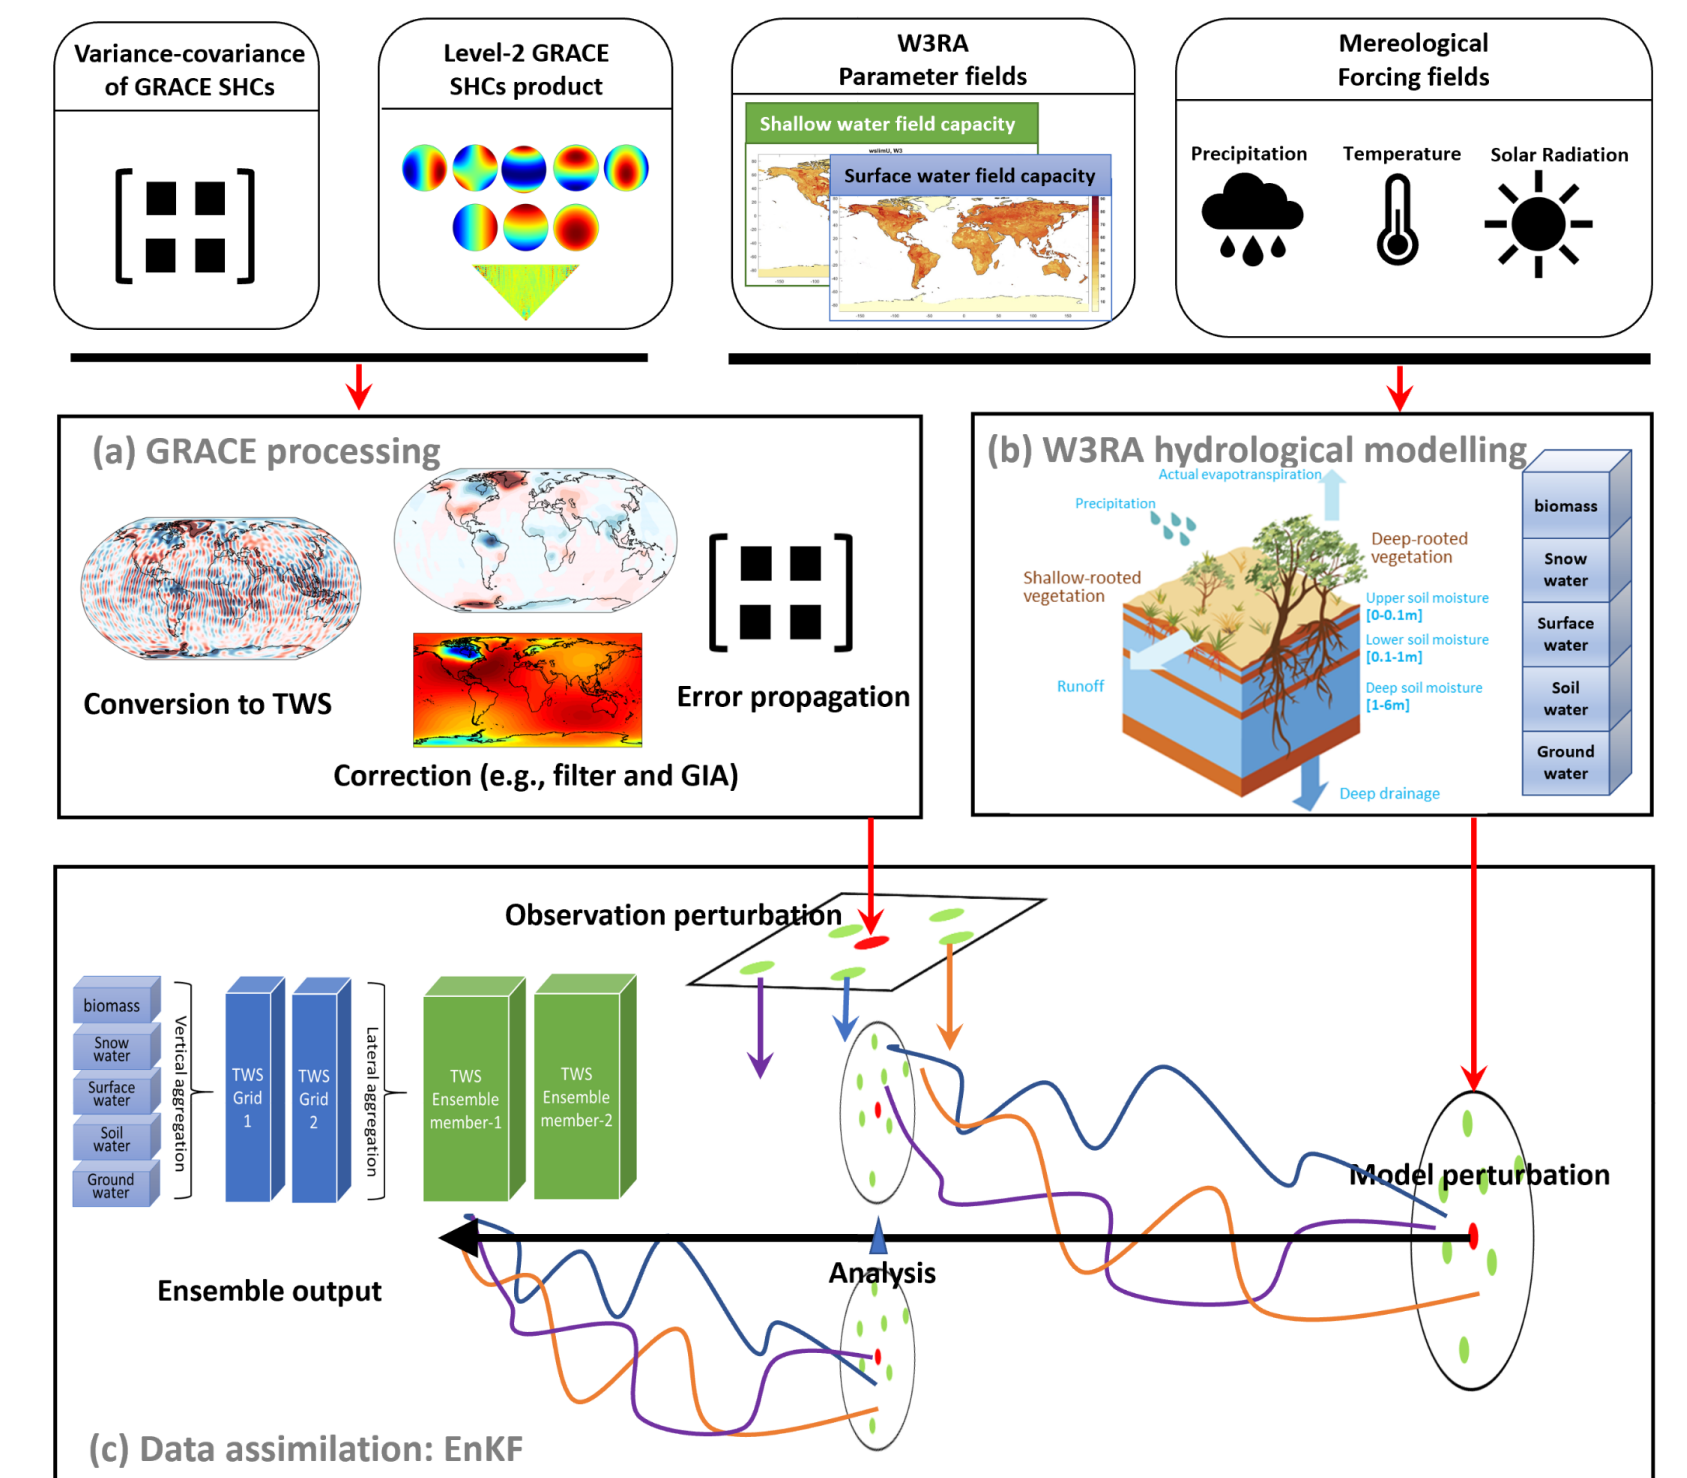 Variance-covariance
of GRACE SHCs
Level-2 GRACE
SHCs product
W3RA
Parameter fields
Shallow water field capacity
wslimU, W3
Surface water field capacity
Mereological
Forcing fields
Precipitation
Temperature
Solar Radiation
(a) GRACE processing
Conversion to TWS
Correction (e.g., filter and GIA)
Error propagation
(b) W3RA hydrological modelling
Actual evapotranspiration
Precipitation
Shallow-rooted
vegetation
Deep-rooted
vegetation
Upper soil moisture
[0-0.1m]
Lower soil moisture
[0.1-1m]
Deep soil moisture
[1-6m]
Runoff
Deep drainage
biomass
Snow
water
Surface
water
Soil
water
Ground
water
Observation perturbation
biomass
Snow
water
Surface
water
Soil
water
Ground
water
Vertical aggregation
TWS
Grid
1
TWS
Grid
2
Lateral aggregation
TWS
Ensemble
member-1
TWS
Ensemble
member-2
Model perturbation
Analysis
Ensemble output
(c) Data assimilation: EnKF